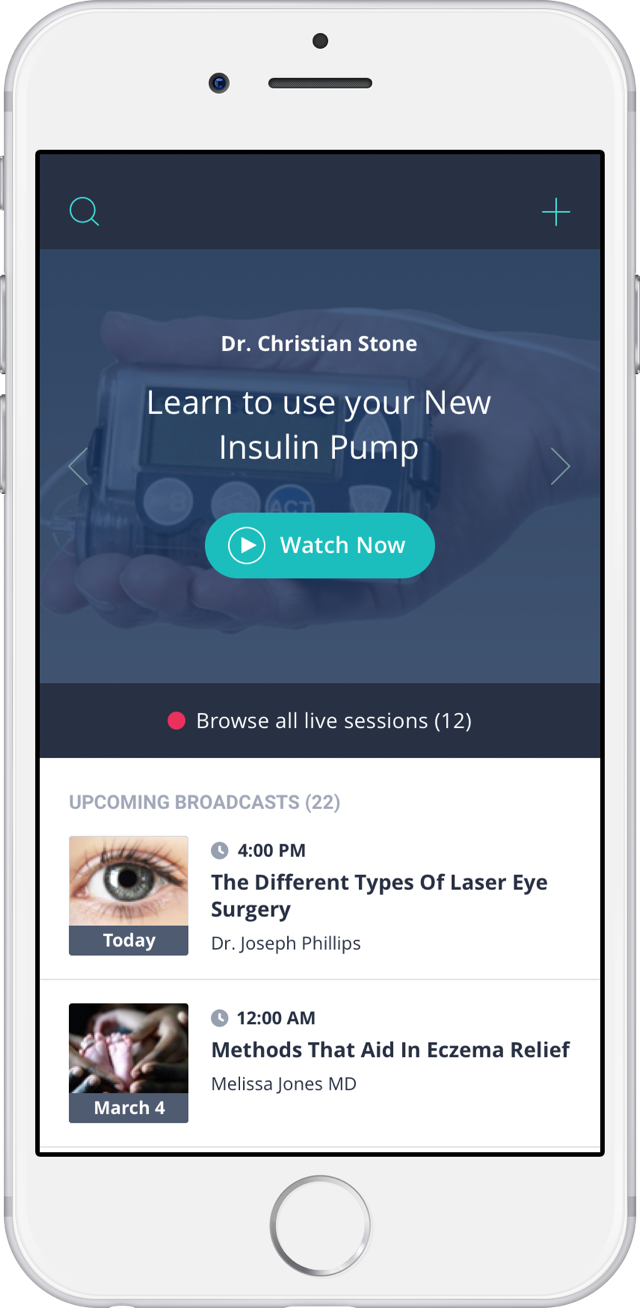 Dr. Christian Stone
Learn to use your New
Insulin Pump
ACT
Watch Now
Browse all live sessions (12)
UPCOMING BROADCASTS (22)
4:00 PM
The Different Types Of Laser Eye
Surgery
Today
Dr. Joseph Phillips
12:00 AM
Methods That Aid In Eczema Relief
Melissa Jones MD
March 4